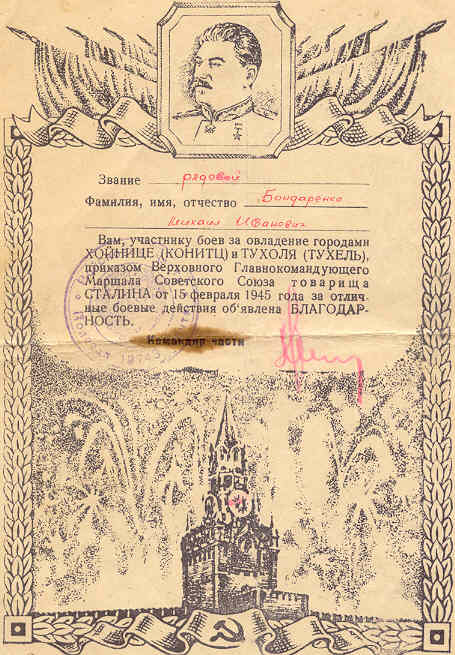 Звание рядовой
Фамилия, имя, отчество Бондаренко
Михаил Иванович
Вам, участнику боев за овладение городами
ХОЙНИЦЕ (КОНИТЦ) и ТУХОЛЯ (ТУХЕЛЬ),
приказом Верховного Главнокомандующего
Маршала Советского Союза товарища
СТАЛИНА от 15 февраля 1945 года за отлич-
ные боевые действия об'явлена БЛАГОДАР-
НОСТЬ.
Командир части